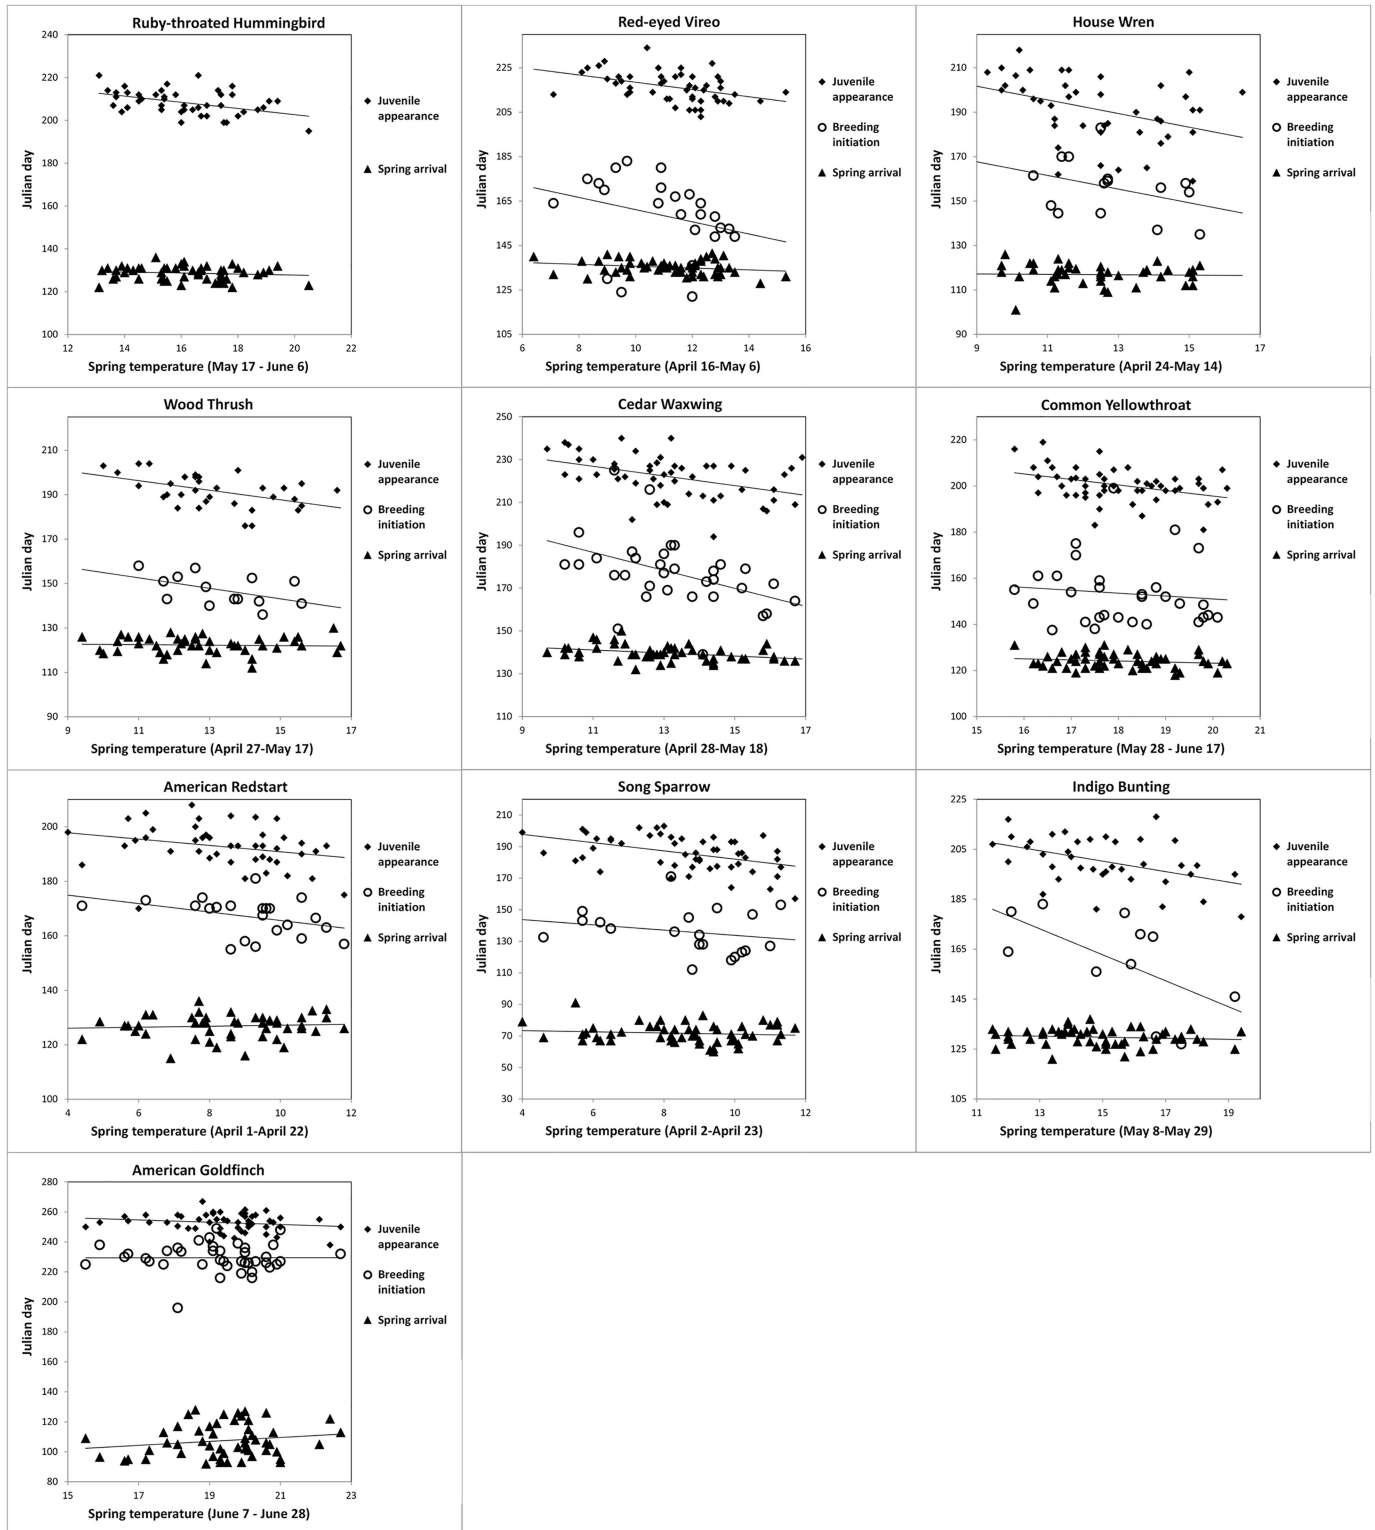 Ruby-throated Hummingbird
240
220
200
180
160
140
120
100
12 14 16 18 20 22
Julian day
Spring temperature (May 17 - June 6)
Juvenile
appearance
Spring arrival
Red-eyed Vireo
225
205
185
165
145
125
105
6 8 10 12 14 16
Julian day
Spring temperature (April 16-May 6)
Juvenile
appearance
Breeding
initiation
Spring arrival
House Wren
210
190
170
150
130
110
90
9 11 13 15 17
Julian day
Spring temperature (April 24-May 14)
Juvenile
appearance
Breeding
initiation
Spring arrival
Wood Thrush
210
190
170
150
130
110
90
9 11 13 15 17
Julian day
Spring temperature (April 27-May 17)
Juvenile
appearance
Breeding
initiation
Spring arrival
Cedar Waxwing
250
230
210
190
170
150
130
110
9 11 13 15 17
Julian day
Spring temperature (April 28-May 18)
Juvenile
appearance
Breeding
initiation
Spring arrival
Common Yellowthroat
220
200
180
160
140
120
100
15 16 17 18 19 20 21
Julian day
Spring temperature (May 28 - June 17)
Juvenile
appearance
Breeding
initiation
Spring arrival
American Redstart
200
180
160
140
120
100
4 6 8 10 12
Julian day
Spring temperature (April 1-April 22)
Juvenile
appearance
Breeding
initiation
Spring arrival
Song Sparrow
210
190
170
150
130
110
90
70
50
30
4 6 8 10 12
Julian day
Spring temperature (April 2-April 23)
Juvenile
appearance
Breeding
initiation
Spring arrival
Indigo Bunting
225
205
185
165
145
125
105
11 13 15 17 19
Julian day
Spring temperature (May 8-May 29)
Juvenile
appearance
Breeding
initiation
Spring arrival
American Goldfinch
280
260
240
220
200
180
160
140
120
100
80
15 17 19 21 23
Julian day
Spring temperature (June 7 - June 28)
Juvenile
appearance
Breeding
initiation
Spring arrival